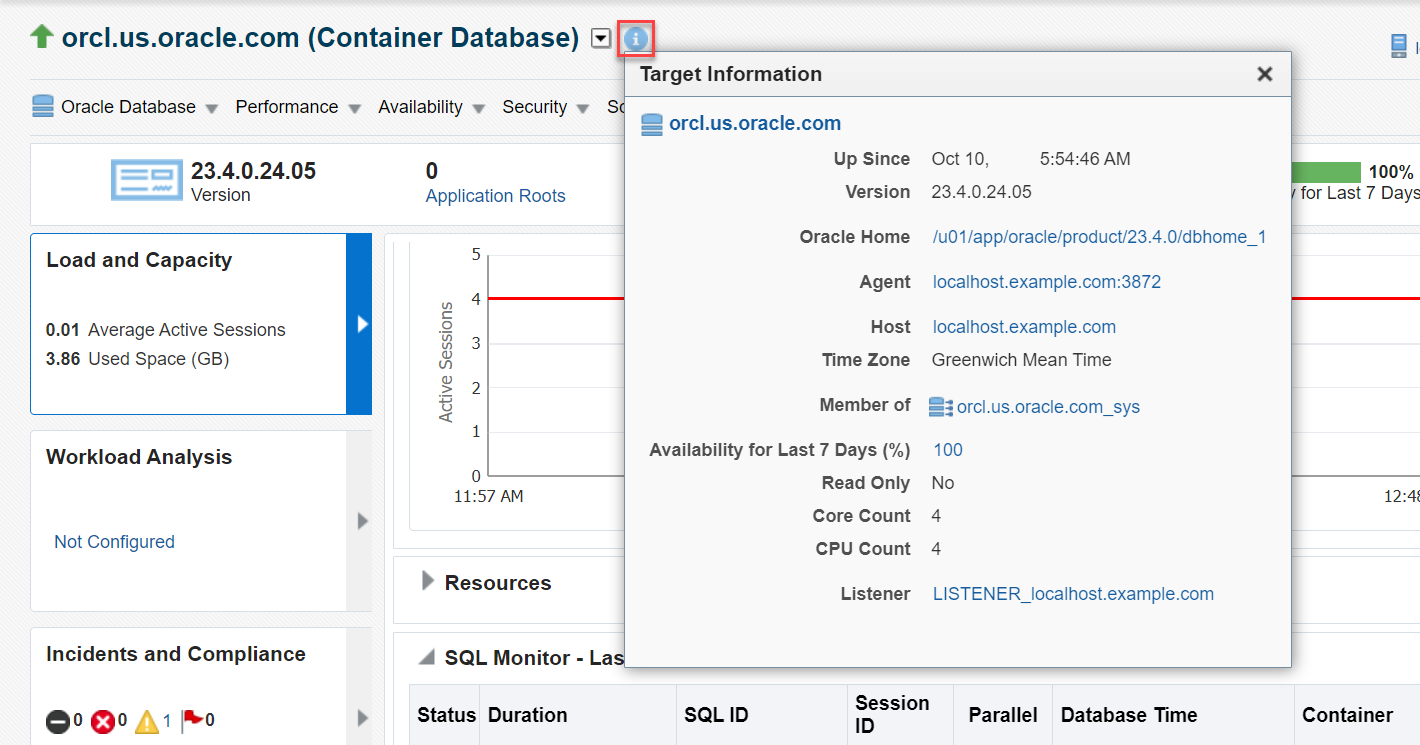 orcl.us.oracle.com (Container Database)
Target Information
Oracle Database Performance Availability Security
orcl.us.oracle.com
Up Since Oct 10, 5:54:46 AM
Version 23.4.0.24.05
Oracle Home /u01/app/oracle/product/23.4.0/dbhome_1
Agent localhost.example.com:3872
Host localhost.example.com
Time Zone Greenwich Mean Time
Member of orcl.us.oracle.com_sys
Availability for Last 7 Days (%) 100
Read Only No
Core Count 4
CPU Count 4
Listener LISTENER_localhost.example.com
23.4.0.24.05
Version
0
Application Roots
100%
for Last 7 Days
Load and Capacity
0.01 Average Active Sessions
3.86 Used Space (GB)
Workload Analysis
Not Configured
Incidents and Compliance
0 0 1 0
Active Sessions
5
4
3
2
1
0
11:57 AM
12:48
Resources
SQL Monitor - Las
Status Duration SQL ID Session ID Parallel Database Time Container